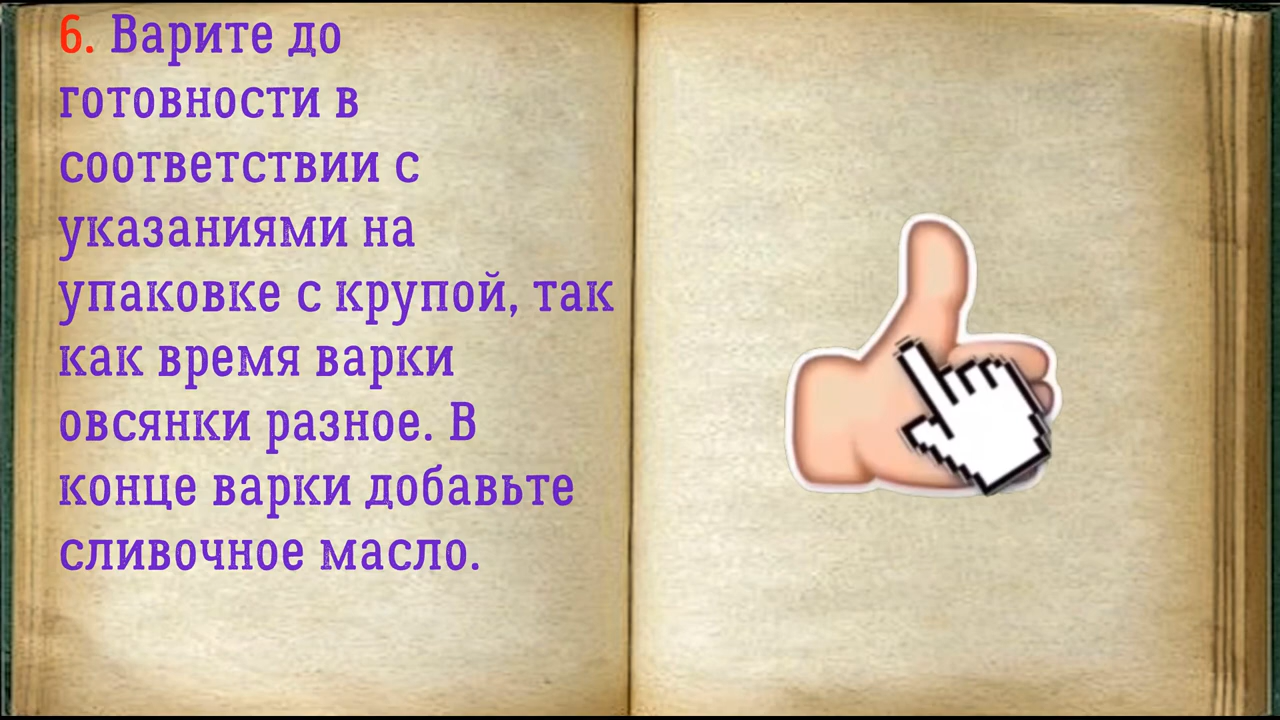 6. Варите до
готовности в
соответствии с
указаниями на
упаковке с крупой, так
как время варки
овсянки разное. В
конце варки добавьте
сливочное масло.